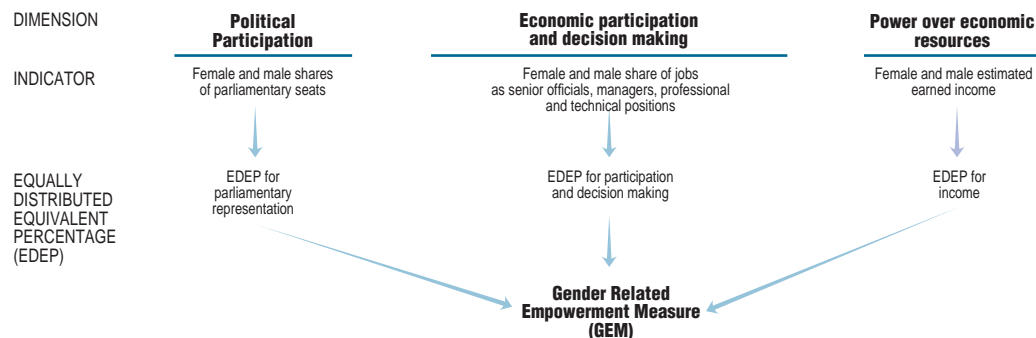 DIMENSION
Political
Participation
Economic participation
and decision making
Power over economic
resources
INDICATOR
Female and male shares
of parliamentary seats
Female and male share of jobs
as senior officials, managers, professional
and technical positions
Female and male estimated
earned income
EQUALLY
DISTRIBUTED
EQUIVALENT
PERCENTAGE
(EDEP)
EDEP for
parliamentary
representation
EDEP for participation
and decision making
EDEP for
income
Gender Related
Empowerment Measure
(GEM)